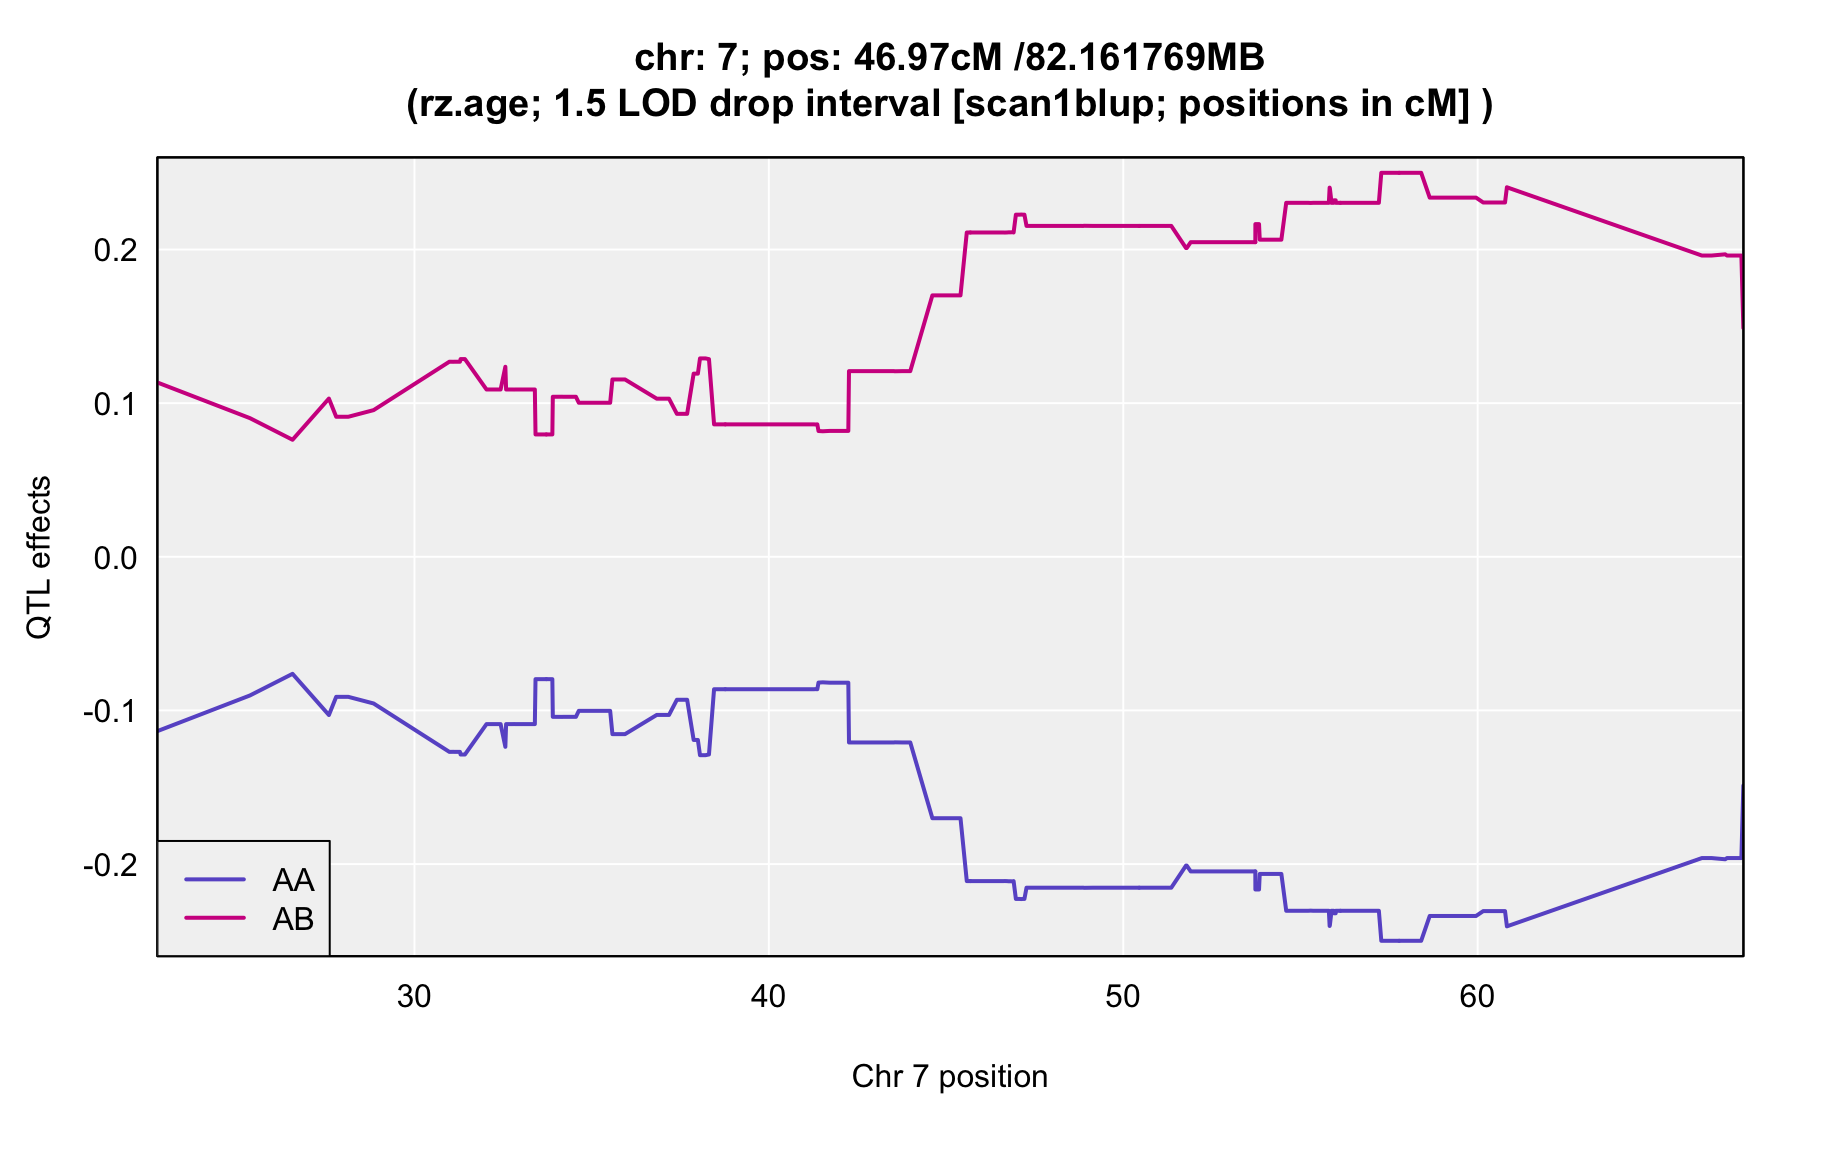 chr: 7; pos: 46.97cM /82.161769MB
(rz.age; 1.5 LOD drop interval [scan1blup; positions in cM] )
QTL effects
0.2
0.1
0.0
-0.1
-0.2
AA
AB
30 40 50 60
Chr 7 position